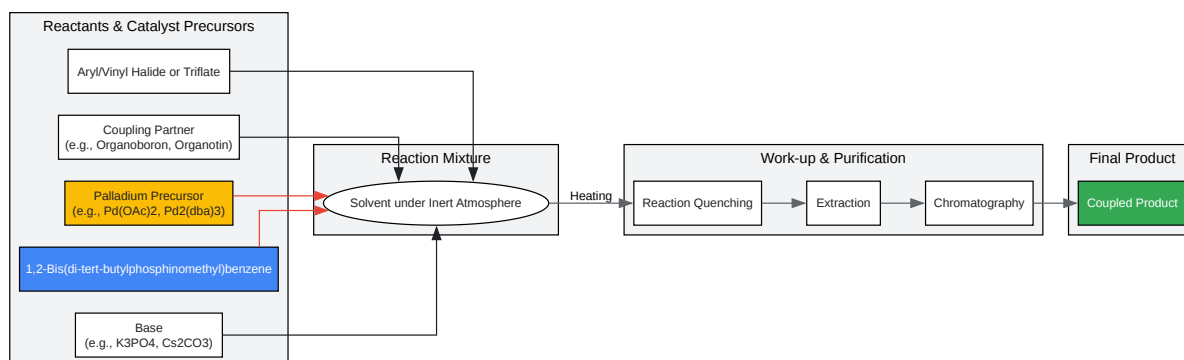 Reactants & Catalyst Precursors
Aryl/Vinyl Halide or Triflate
Coupling Partner
(e.g., Organoboron, Organotin)
Palladium Precursor
(e.g., Pd(OAc)2, Pd2(dba)3)
1,2-Bis(di-tert-butylphosphinomethyl)benzene
Base
(e.g., K3PO4, Cs2CO3)
Reaction Mixture
Solvent under Inert Atmosphere
Heating
Work-up & Purification
Reaction Quenching
Extraction
Chromatography
Final Product
Coupled Product